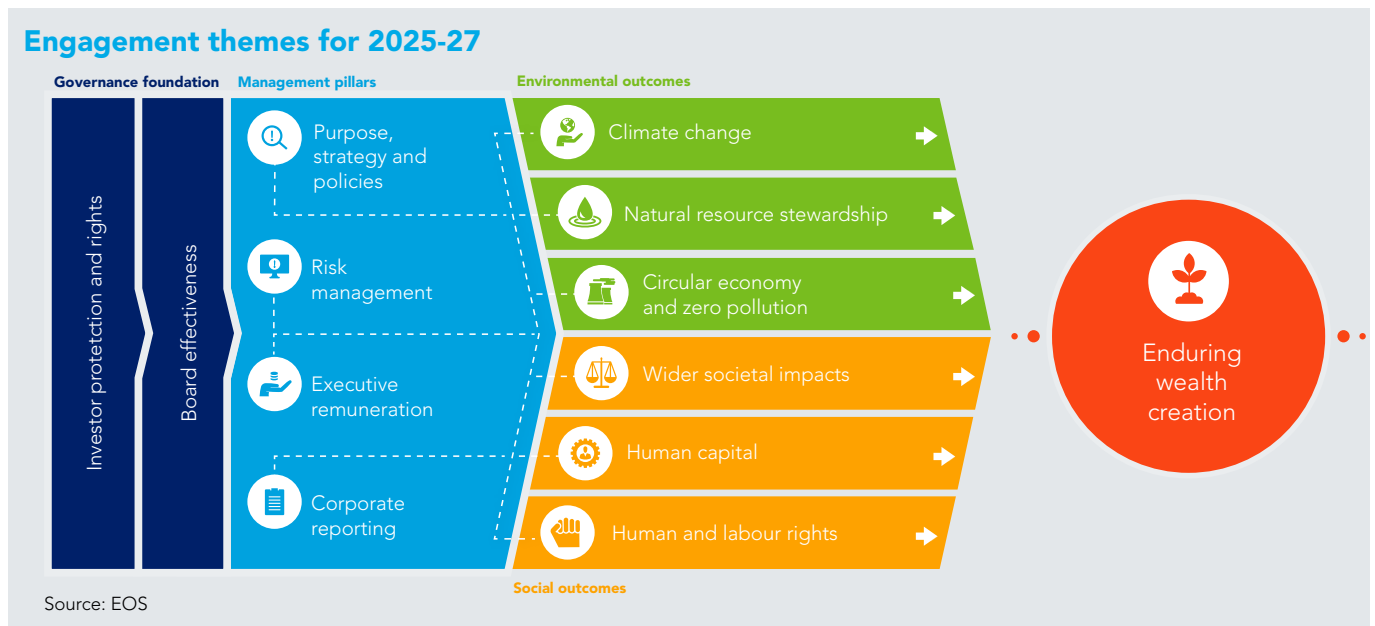 Engagement themes for 2025-27
Governance foundation
Management pillars
Environmental outcomes
Investor protetction and rights
Board effectiveness
Purpose,
strategy and
policies
Risk
management
Executive
remuneration
Corporate
reporting
Climate change
Natural resource stewardship
Circular economy
and zero pollution
Wider societal impacts
Human capital
Human and labour rights
Social outcomes
Enduring
wealth
creation
Source: EOS